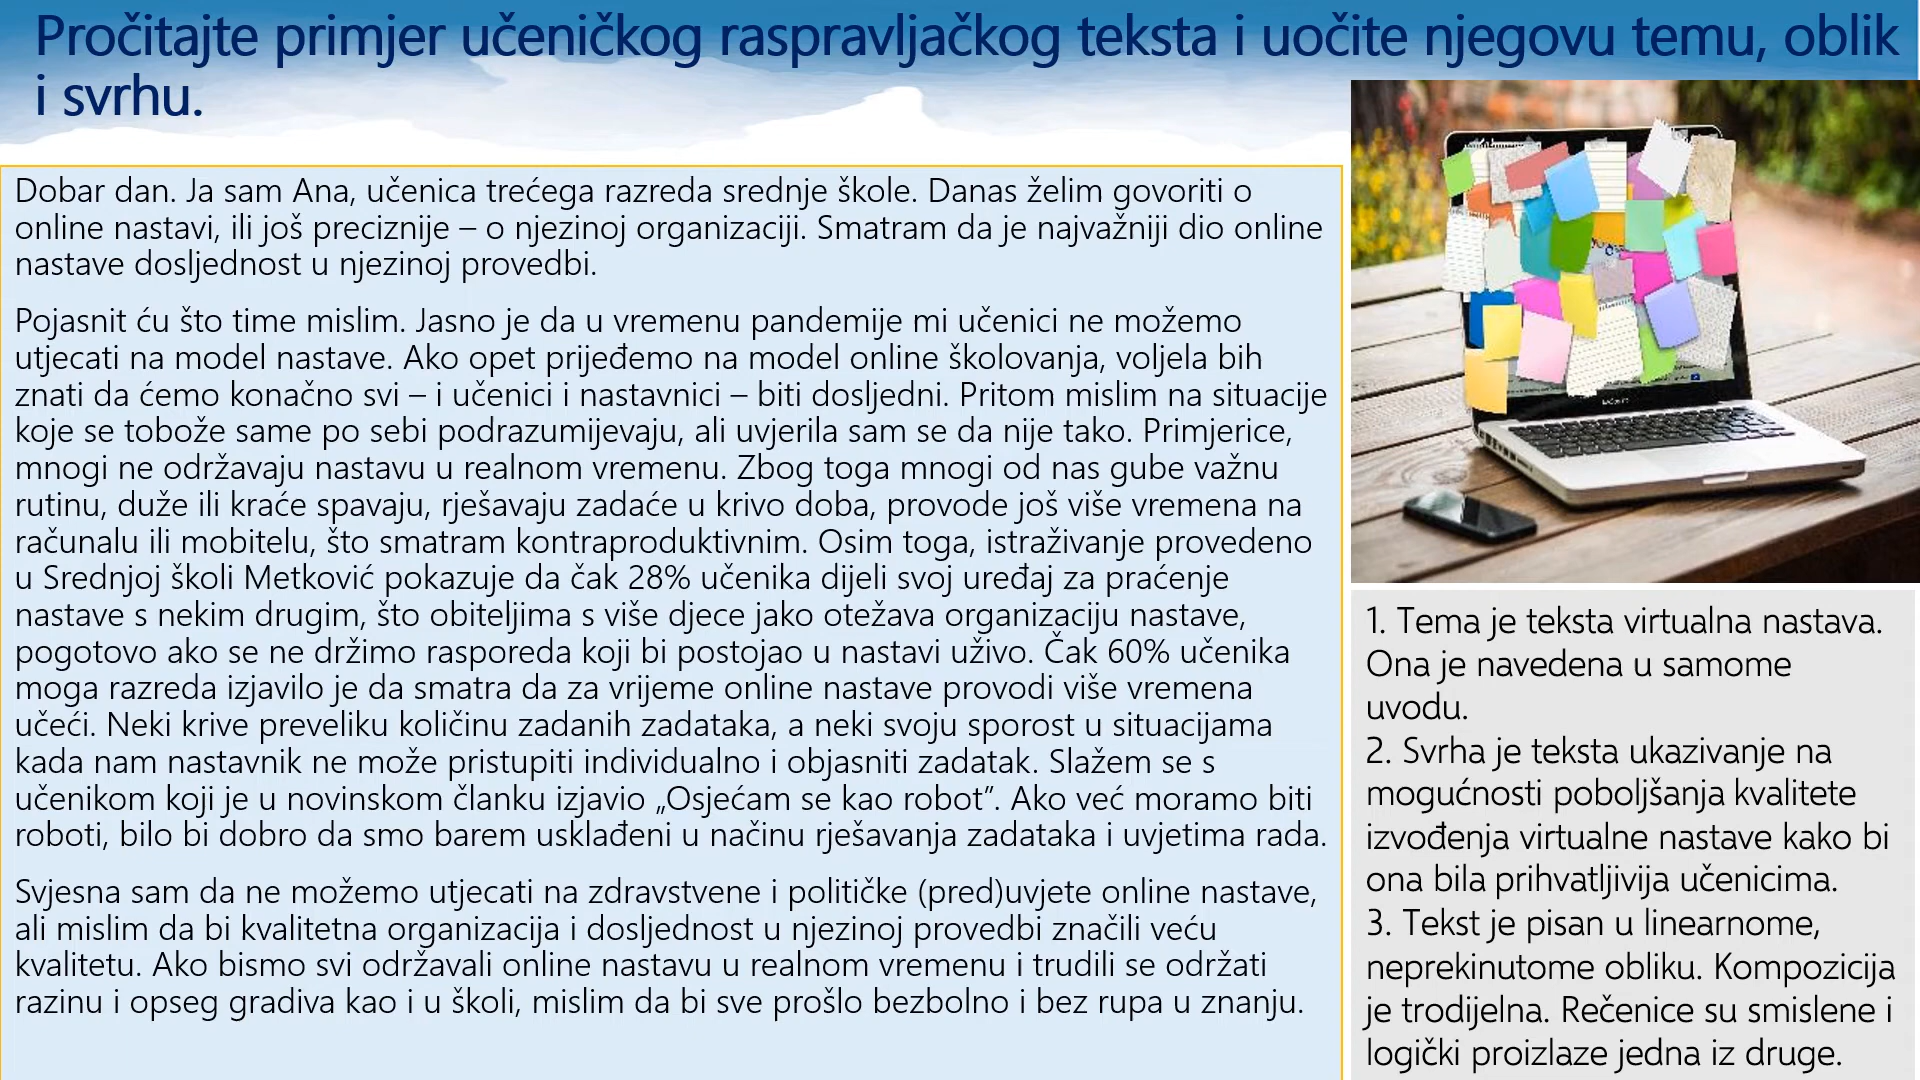 Pročitajte primjer učeničkog raspravljačkog teksta i uočite njegovu temu, oblik
i svrhu.
Dobar dan. Ja sam Ana, učenica trećega razreda srednje škole. Danas želim govoriti o
online nastavi, ili još preciznije – o njezinoj organizaciji. Smatram da je najvažniji dio online
nastave dosljednost u njezinoj provedbi.
Pojasnit ću što time mislim. Jasno je da u vremenu pandemije mi učenici ne možemo
utjecati na model nastave. Ako opet prijeđemo na model online školovanja, voljela bih
znati da ćemo konačno svi – i učenici i nastavnici – biti dosljedni. Pritom mislim na situacije
koje se tobože same po sebi podrazumijevaju, ali uvjerila sam se da nije tako. Primjerice,
mnogi ne održavaju nastavu u realnom vremenu. Zbog toga mnogi od nas gube važnu
rutinu, duže ili kraće spavaju, rješavaju zadaće u krivo doba, provode još više vremena na
računalu ili mobitelu, što smatram kontraproduktivnim. Osim toga, istraživanje provedeno
u Srednjoj školi Metković pokazuje da čak 28% učenika dijeli svoj uređaj za praćenje
nastave s nekim drugim, što obiteljima s više djece jako otežava organizaciju nastave,
pogotovo ako se ne držimo rasporeda koji bi postojao u nastavi uživo. Čak 60% učenika
moga razreda izjavilo je da smatra da za vrijeme online nastave provodi više vremena
učeći. Neki krive preveliku količinu zadanih zadataka, a neki svoju sporost u situacijama
kada nam nastavnik ne može pristupiti individualno i objasniti zadatak. Slažem se s
učenikom koji je u novinskom članku izjavio „Osjećam se kao robot”. Ako već moramo biti
roboti, bilo bi dobro da smo barem usklađeni u načinu rješavanja zadataka i uvjetima rada.
Svjesna sam da ne možemo utjecati na zdravstvene i političke (pred)uvjete online nastave,
ali mislim da bi kvalitetna organizacija i dosljednost u njezinoj provedbi značili veću
kvalitetu. Ako bismo svi održavali online nastavu u realnom vremenu i trudili se održati
razinu i opseg gradiva kao i u školi, mislim da bi sve prošlo bezbolno i bez rupa u znanju.
1. Tema je teksta virtualna nastava.
Ona je navedena u samome
uvodu.
2. Svrha je teksta ukazivanje na
mogućnosti poboljšanja kvalitete
izvođenja virtualne nastave kako bi
ona bila prihvatljivija učenicima.
3. Tekst je pisan u linearnome,
neprekinutome obliku. Kompozicija
je trodijelna. Rečenice su smislene i
logički proizlaze jedna iz druge.